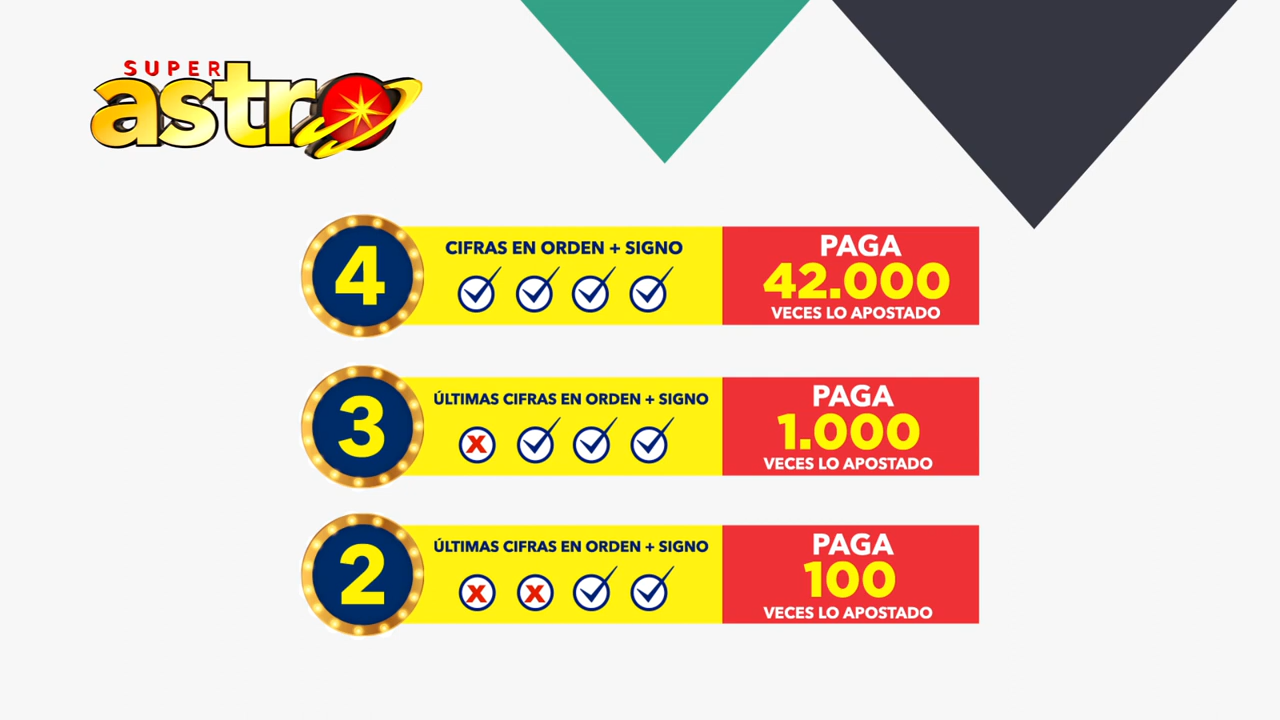 SUPER
astro
4
CIFRAS EN ORDEN + SIGNO
PAGA
42.000
VECES LO APOSTADO
3
ÚLTIMAS CIFRAS EN ORDEN + SIGNO
X
PAGA
1.000
VECES LO APOSTADO
2
ÚLTIMAS CIFRAS EN ORDEN + SIGNO
X X
PAGA
100
VECES LO APOSTADO